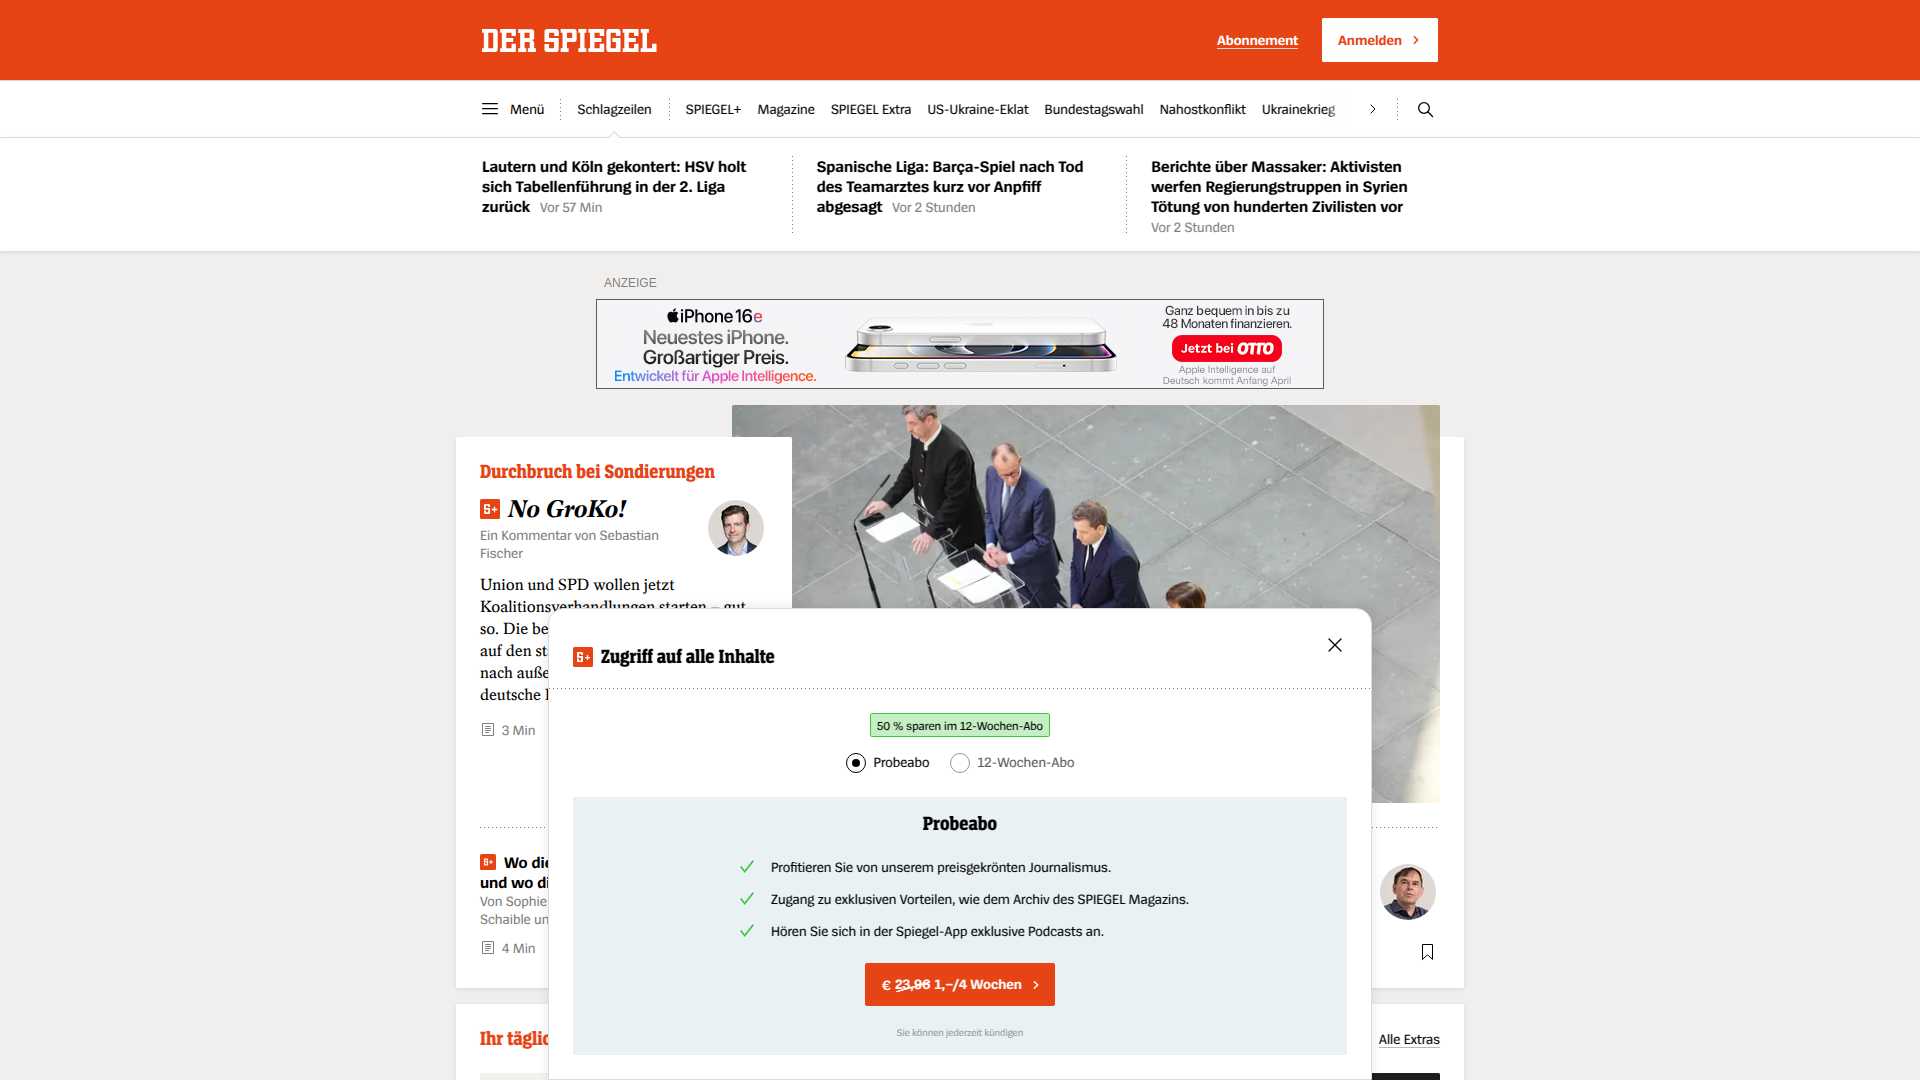 DER SPIEGEL
Abonnement
Anmelden
Menü
Schlagzeilen
SPIEGEL+
Magazine
SPIEGEL Extra
US-Ukraine-Eklat
Bundestagswahl
Nahostkonflikt
Ukrainekrieg
Lautern und Köln gekontert: HSV holt
sich Tabellenführung in der 2. Liga
zurück Vor 57 Min
Spanische Liga: Barça-Spiel nach Tod
des Teamarztes kurz vor Anpfiff
abgesagt Vor 2 Stunden
Berichte über Massaker: Aktivisten
werfen Regierungstruppen in Syrien
Tötung von hunderten Zivilisten vor
Vor 2 Stunden
ANZEIGE
iPhone 16e
Neuestes iPhone.
Großartiger Preis.
Entwickelt für Apple Intelligence.
Ganz bequem in bis zu
48 Monaten finanzieren.
Jetzt bei OTTO
Apple Intelligence auf
Deutsch kommt Anfang April
Durchbruch bei Sondierungen
S+ No GroKo!
Ein Kommentar von Sebastian
Fischer
Union und SPD wollen jetzt
Koalitionsverhandlungen starten – gut
so. Die be
auf den st
nach auße
deutsche
3 Min
S+ Wo die
und wo di
Von Sophie
Schaible un
4 Min
Ihr täglic
Alle Extras
S+ Zugriff auf alle Inhalte
50 % sparen im 12-Wochen-Abo
Probeabo
12-Wochen-Abo
Probeabo
Profitieren Sie von unserem preisgekrönten Journalismus.
Zugang zu exklusiven Vorteilen, wie dem Archiv des SPIEGEL Magazins.
Hören Sie sich in der Spiegel-App exklusive Podcasts an.
€ 23,96 1,–/4 Wochen
Sie können jederzeit kündigen